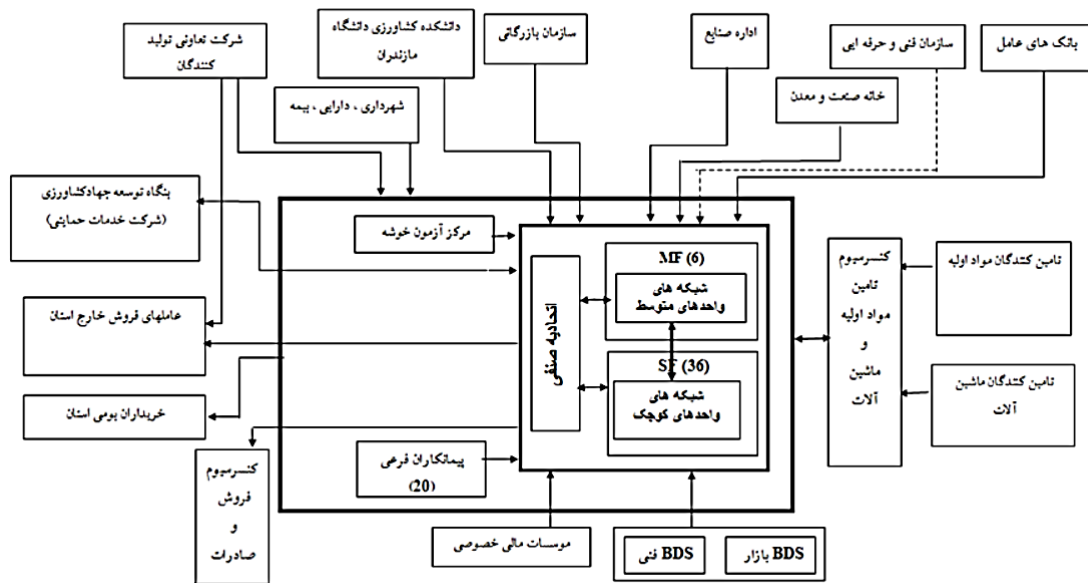 شرکت تعاونی تولید
کنندگان
دانشکده کشاورزی دانشگاه
مازندران
سازمان بازرگانی
اداره صنایع
سازمان فنی و حرفه ایی
بانک های عامل
خانه صنعت و معدن
شهرداری ، دارایی ، بیمه
بنگاه توسعه جهادکشاورزی
(شرکت خدمات حمایتی)
مرکز آزمون خوشه
MF (6)
شبکه های
واحدهای متوسط
اتحادیه صنفی
SF (36)
شبکه های
واحدهای کوچک
کنسرسیوم
تامین
مواد اولیه
و
ماشین
آلات
تامین کنندگان مواد اولیه
تامین کنندگان ماشین
آلات
عاملهای فروش خارج استان
خریداران بومی استان
کنسرسیوم
فروش
و
صادرات
پیمانکاران فرعی
(20)
موسسات مالی خصوصی
BDS فنی
BDS بازار